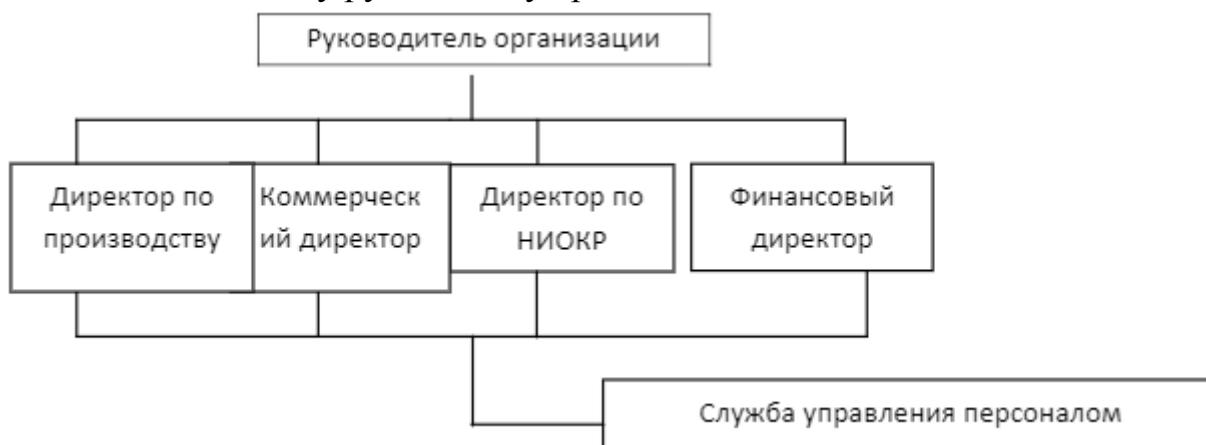 Руководитель организации
Директор по
производству
Коммерческ
ий директор
Директор по
НИОКР
Финансовый
директор
Служба управления персоналом